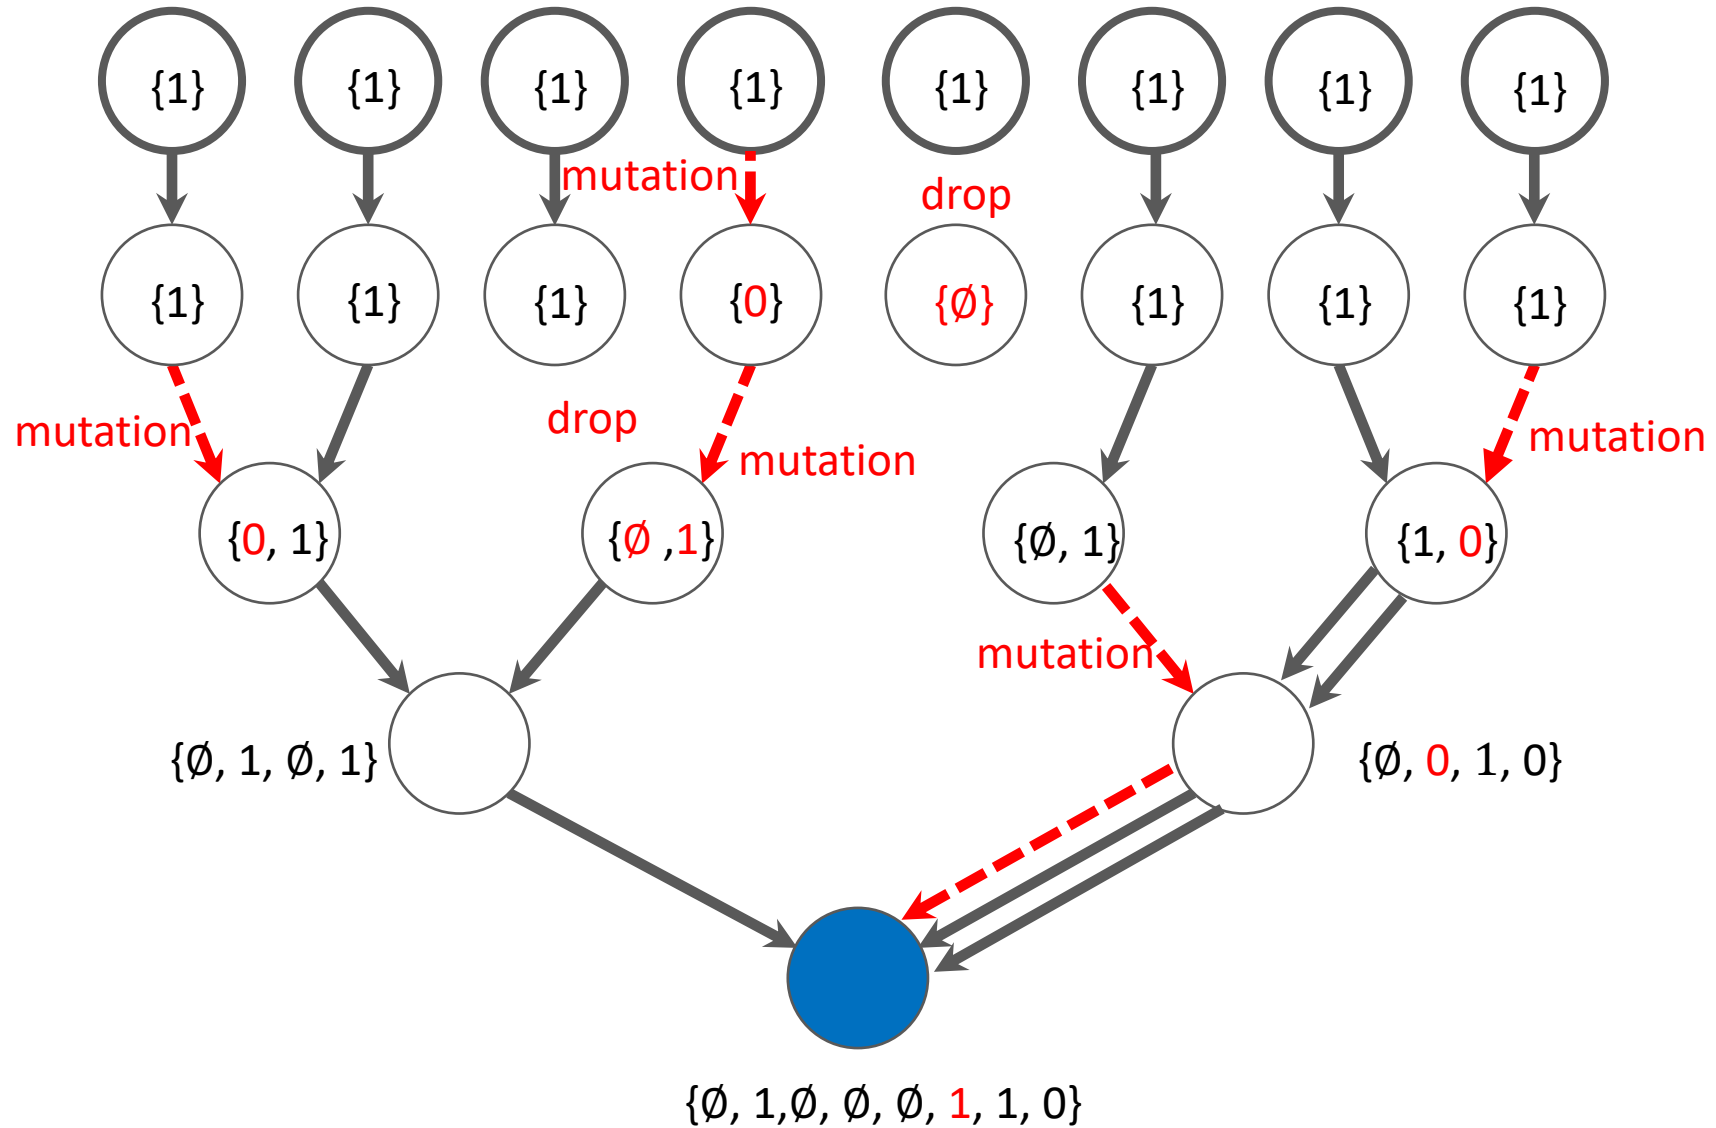 {1} {1} {1} {1} {1} {1} {1} {1}
mutation
drop
{1} {1} {1} {0} {∅} {1} {1} {1}
mutation
drop
mutation
mutation
{0, 1} {∅ ,1} {∅, 1} {1, 0}
mutation
{∅, 1, ∅, 1} {∅, 0, 1, 0}
{∅, 1,∅, ∅, ∅, 1, 1, 0}